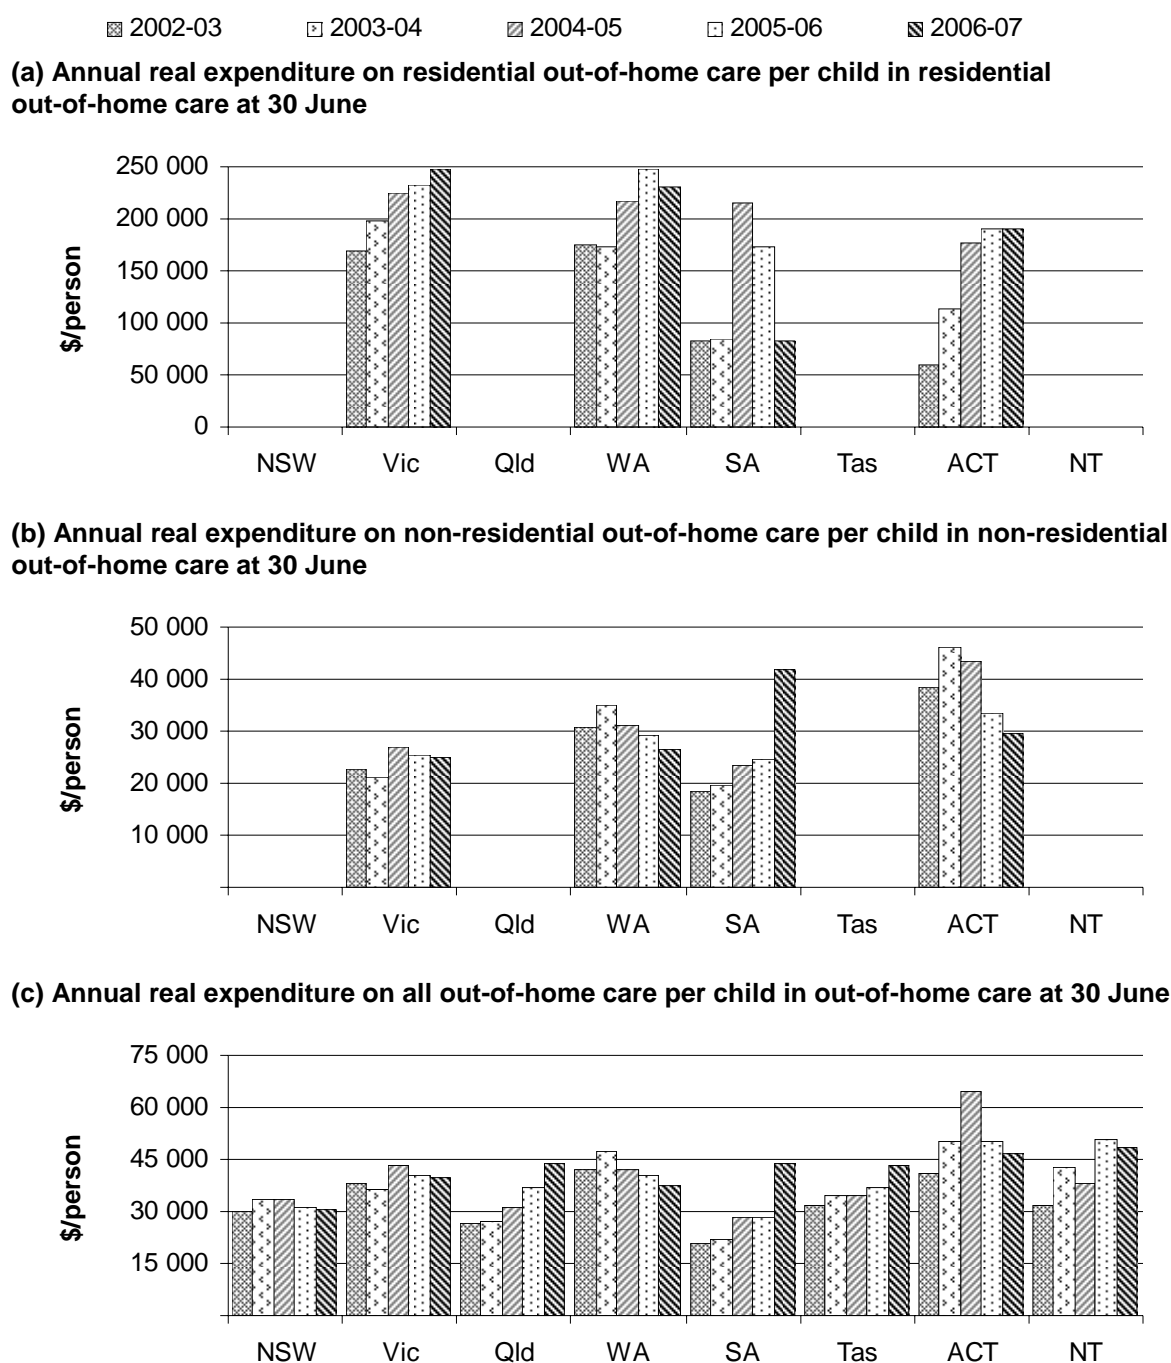 2002-03 2003-04 2004-05 2005-06 2006-07
(a) Annual real expenditure on residential out-of-home care per child in residential
out-of-home care at 30 June
250 000
200 000
150 000
100 000
50 000
0
$/person
NSW Vic Qld WA SA Tas ACT NT
(b) Annual real expenditure on non-residential out-of-home care per child in non-residential
out-of-home care at 30 June
50 000
40 000
30 000
20 000
10 000
$/person
NSW Vic Qld WA SA Tas ACT NT
(c) Annual real expenditure on all out-of-home care per child in out-of-home care at 30 June
75 000
60 000
45 000
30 000
15 000
$/person
NSW Vic Qld WA SA Tas ACT NT